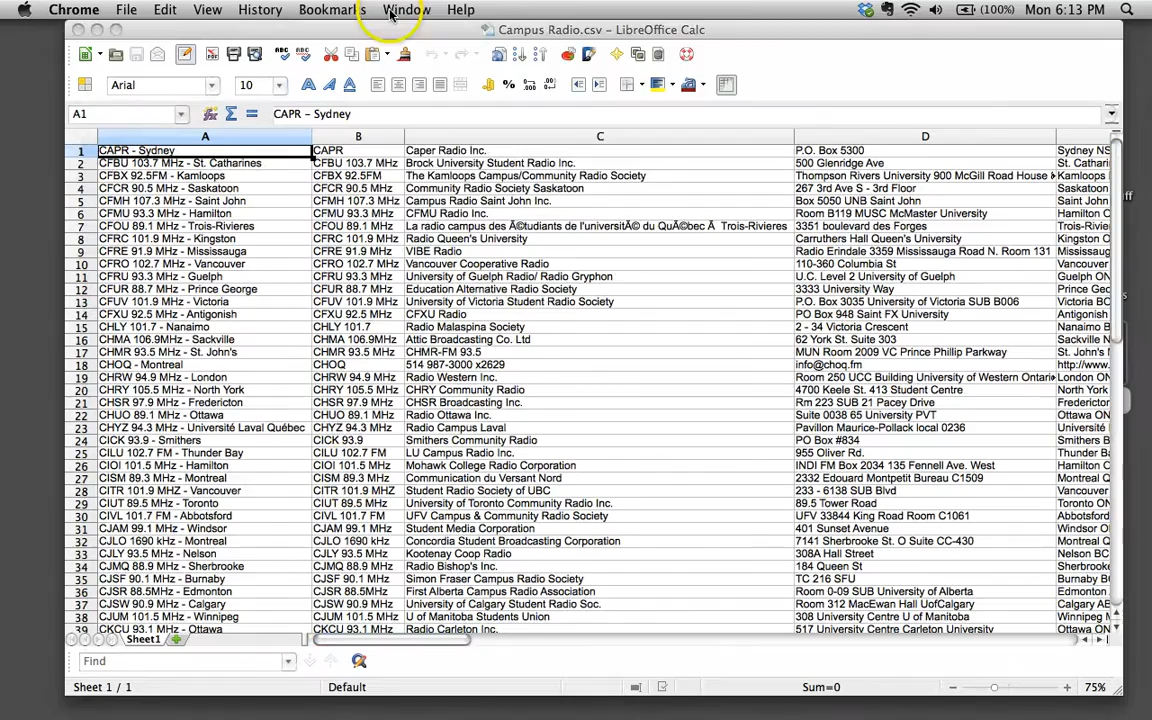 Chrome File Edit View History Bookmarks Window Help (100%) Mon 6:13 PM
Campus Radio.csv – LibreOffice Calc
Arial 10
A1 CAPR – Sydney
A B C D
1 CAPR - Sydney CAPR Caper Radio Inc. P.O. Box 5300 Sydney NS
2 CFBU 103.7 MHz - St. Catharines CFBU 103.7 MHz Brock University Student Radio Inc. 500 Glenridge Ave St. Cathari
3 CFBX 92.5FM - Kamloops CFBX 92.5FM The Kamloops Campus/Community Radio Society Thompson Rivers University 900 McGill Road House Kamloops
4 CFCR 90.5 MHz - Saskatoon CFCR 90.5 MHz Community Radio Society Saskatoon 267 3rd Ave S - 3rd Floor Saskatoon
5 CFMH 107.3 MHz - Saint John CFMH 107.3 MHz Campus Radio Saint John Inc. Box 5050 UNB Saint John
6 CFMU 93.3 MHz - Hamilton CFMU 93.3 MHz CFMU Radio Inc. Room B119 MUSC McMaster University Hamilton
7 CFOU 89.1 MHz - Trois-Rivieres CFOU 89.1 MHz La radio campus des Ã©tudiants de l'universitÃ© du QuÃ©bec Ã  Trois-Rivieres 3351 boulevard des Forges Trois-Rivie
8 CFRC 101.9 MHz - Kingston CFRC 101.9 MHz Radio Queen's University Carruthers Hall Queen's University Kingston
9 CFRE 91.9 MHz - Mississauga CFRE 91.9 MHz VIBE Radio Radio Erindale 3359 Mississauga Road N. Room 131 Mississaug
10 CFRO 102.7 MHz - Vancouver CFRO 102.7 MHz Vancouver Cooperative Radio 110-360 Columbia St Vancouver
11 CFRU 93.3 MHz - Guelph CFRU 93.3 MHz University of Guelph Radio/ Radio Gryphon U.C. Level 2 University of Guelph Guelph ON
12 CFUR 88.7 MHz - Prince George CFUR 88.7 MHz Education Alternative Radio Society 3333 University Way Prince Geor
13 CFUV 101.9 MHz - Victoria CFUV 101.9 MHz University of Victoria Student Radio Society P.O. Box 3035 University of Victoria SUB B006 Victoria BC
14 CFXU 92.5 MHz - Antigonish CFXU 92.5 MHz CFXU Radio PO Box 948 Saint FX University Antigonish
15 CHLY 101.7 MHz - Nanaimo CHLY 101.7 Radio Malaspina Society 2 - 34 Victoria Crescent Nanaimo B
16 CHMA 106.9MHz - Sackville CHMA 106.9MHz Attic Broadcasting Co. Ltd 62 York St. Suite 303 Sackville N
17 CHMR 93.5 MHz - St. John's CHMR 93.5 MHz CHMR-FM 93.5 MUN Room 2009 VC Prince Phillip Parkway St. John's
18 CHOQ - Montreal CHOQ 514 987-3000 x2629 info@choq.fm http://www.
19 CHRW 94.9 MHz - London CHRW 94.9 MHz Radio Western Inc. Room 250 UCC Building University of Western Ontari London ON
20 CHRY 105.5 MHz - North York CHRY 105.5 MHz CHRY Community Radio 4700 Keele St. 413 Student Centre North York
21 CHSR 97.9 MHz - Fredericton CHSR 97.9 MHz CHSR Broadcasting Inc. Rm 223 SUB 21 Pacey Drive Frederictor
22 CHUO 89.1 MHz - Ottawa CHUO 89.1 MHz Radio Ottawa Inc. Suite 0038 65 University PVT Ottawa ON
23 CHYZ 94.3 MHz - Université Laval Québec CHYZ 94.3 MHz Radio Campus Laval Pavillon Maurice-Pollack local 0236 Université
24 CICK 93.9 - Smithers CICK 93.9 Smithers Community Radio PO Box #834 Smithers B
25 CILU 102.7 FM - Thunder Bay CILU 102.7 FM LU Campus Radio Inc. 955 Oliver Rd. Thunder B
26 CIOI 101.5 MHz - Hamilton CIOI 101.5 MHz Mohawk College Radio Corporation INDI FM Box 2034 135 Fennell Ave. West Hamilton
27 CISM 89.3 MHz - Montreal CISM 89.3 MHz Communication du Versant Nord 2332 Edouard Montpetit Bureau C1509 Montreal Q
28 CITR 101.9 MHZ - Vancouver CITR 101.9 MHZ Student Radio Society of UBC 233 - 6138 SUB Blvd Vancouver
29 CIUT 89.5 MHz - Toronto CIUT 89.5 MHz University of Toronto Community Radio Inc. 89.5 Tower Road Toronto ON
30 CIVL 101.7 FM - Abbotsford CIVL 101.7 FM UFV Campus & Community Radio Society UFV 33844 King Road Room C1061 Abbotsford
31 CJAM 99.1 MHz - Windsor CJAM 99.1 MHz Student Media Corporation 401 Sunset Avenue Windsor O
32 CJLO 1690 kHz - Montreal CJLO 1690 kHz Concordia Student Broadcasting Corporation 7141 Sherbrooke St. O Suite CC-430 Montreal Q
33 CJLY 93.5 MHz - Nelson CJLY 93.5 MHz Kootenay Coop Radio 308A Hall Street Nelson BC
34 CJMQ 88.9 MHz - Sherbrooke CJMQ 88.9 MHz Radio Bishop's Inc. 184 Queen St Sherbrooke
35 CJSF 90.1 MHz - Burnaby CJSF 90.1 MHz Simon Fraser Campus Radio Society TC 216 SFU Burnaby B
36 CJSR 88.5MHz - Edmonton CJSR 88.5MHz First Alberta Campus Radio Association Room 0-09 SUB University of Alberta Edmonton
37 CJSW 90.9 MHz - Calgary CJSW 90.9 MHz University of Calgary Student Radio Soc. Room 312 MacEwan Hall UofCalgary Calgary AB
38 CJUM 101.5 MHz - Winnipeg CJUM 101.5 MHz U of Manitoba Students Union 308 University Centre U of Manitoba Winnipeg
39 CKCU 93.1 MHz - Ottawa CKCU 93.1 MHz Radio Carleton Inc. 517 University Centre Carleton University Ottawa ON
Sheet1
Find
Sheet 1 / 1 Default Sum=0 75%